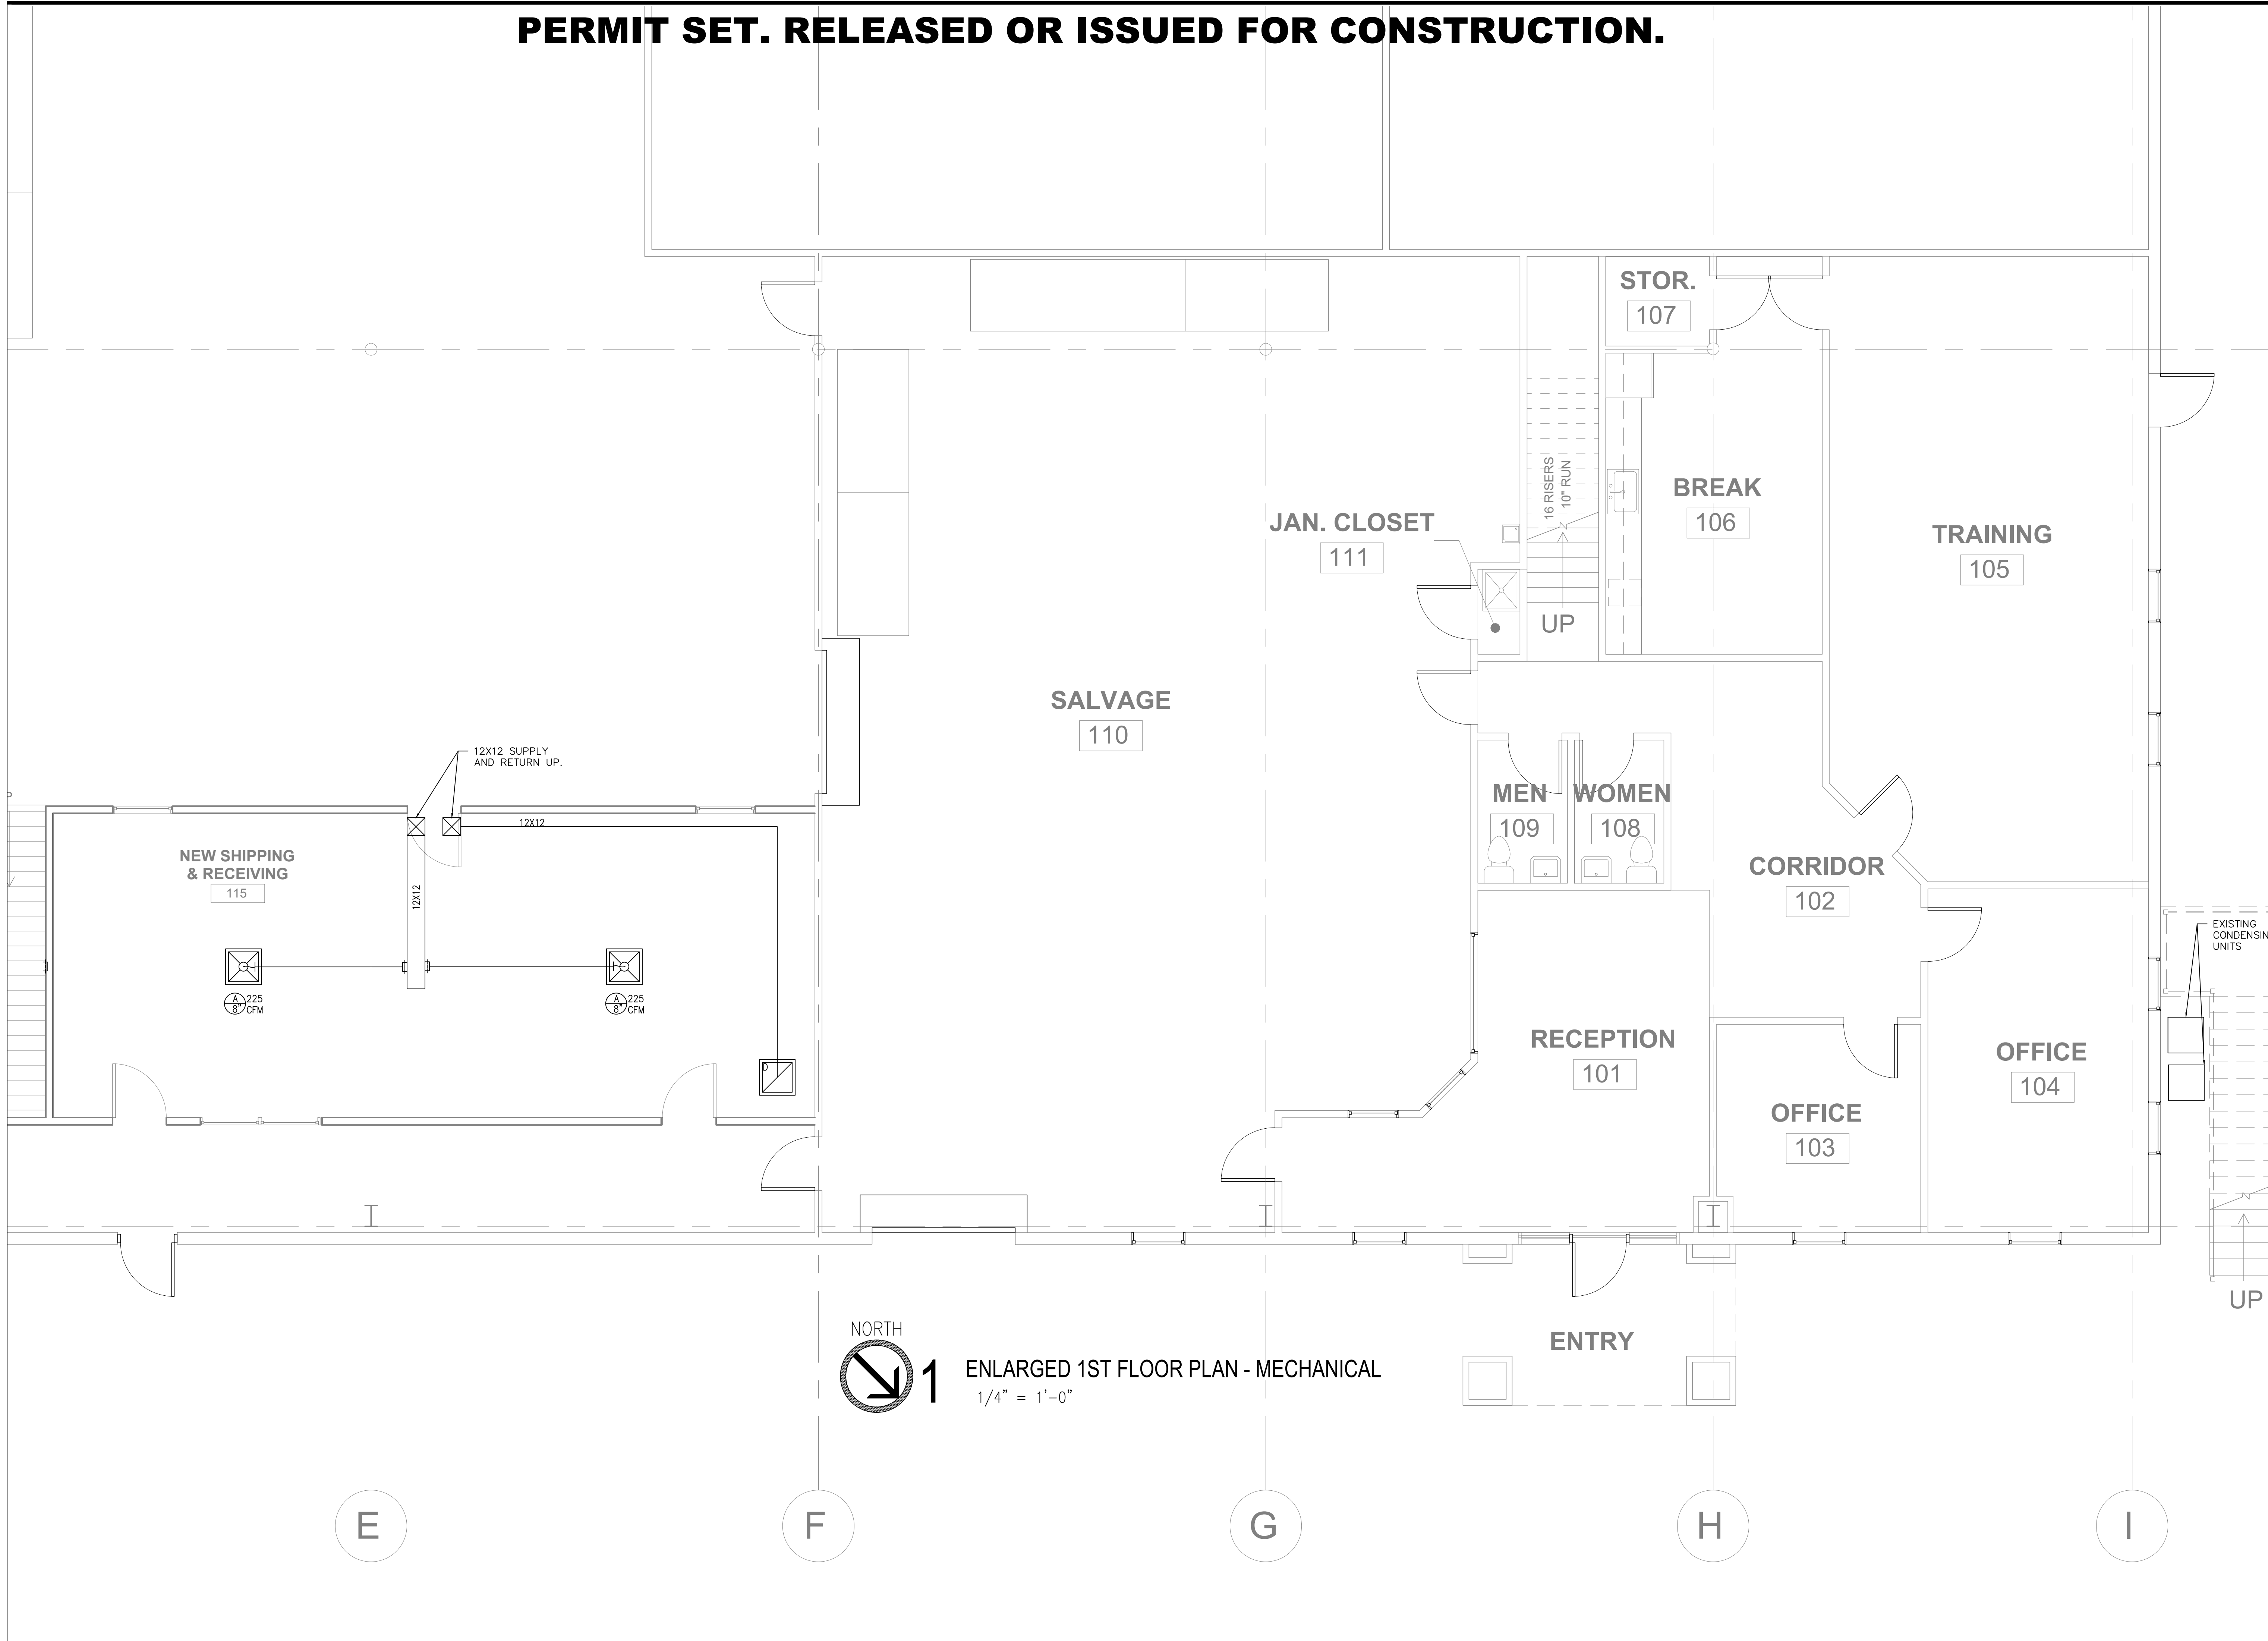 PERMIT SET. RELEASED OR ISSUED FOR CONSTRUCTION.
STOR.
107
16 RISERS
10" RUN
BREAK
106
JAN. CLOSET
111
TRAINING
105
UP
SALVAGE
110
12X12 SUPPLY
AND RETURN UP.
MEN
109
WOMEN
108
12X12
NEW SHIPPING
& RECEIVING
115
12X12
CORRIDOR
102
EXISTING
CONDENSIN
UNITS
A
8"
225
CFM
A
8"
225
CFM
RECEPTION
101
OFFICE
104
D
OFFICE
103
UP
NORTH
ENTRY
1
ENLARGED 1ST FLOOR PLAN - MECHANICAL
1/4" = 1'-0"
E
F
G
H
I